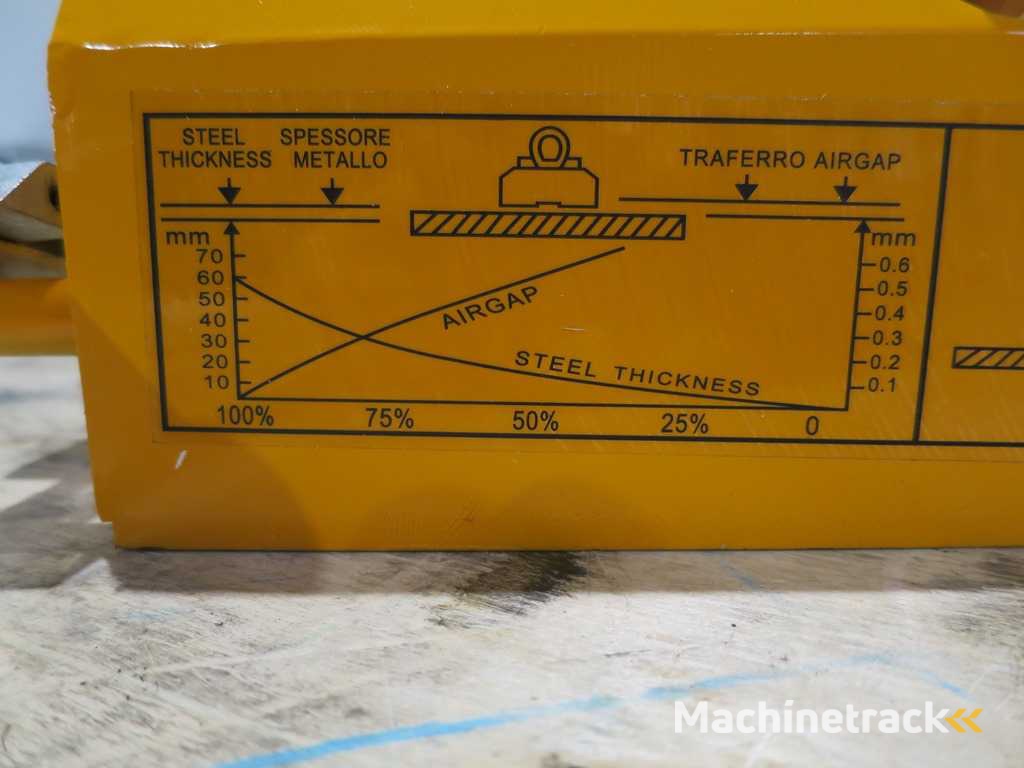 STEEL THICKNESS
SPESSORE METALLO
TRAFERRO AIRGAP
mm
70
60
50
40
30
20
10
mm
0.6
0.5
0.4
0.3
0.2
0.1
AIRGAP
STEEL THICKNESS
100% 75% 50% 25% 0
Machinetrack